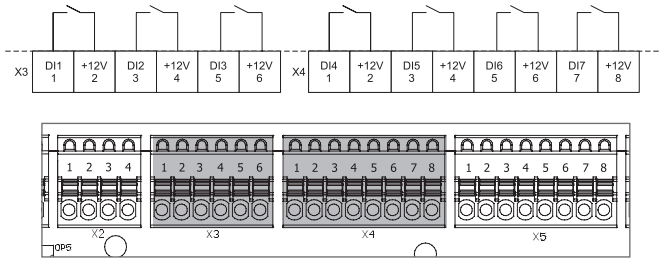 X3 DI1 +12V DI2 +12V DI3 +12V X4 DI4 +12V DI5 +12V DI6 +12V DI7 +12V
1 2 3 4 5 6 1 2 3 4 5 6 7 8
1 2 3 4 1 2 3 4 5 6 1 2 3 4 5 6 7 8 1 2 3 4 5 6 7 8
X2 X3 X4 X5
OP5